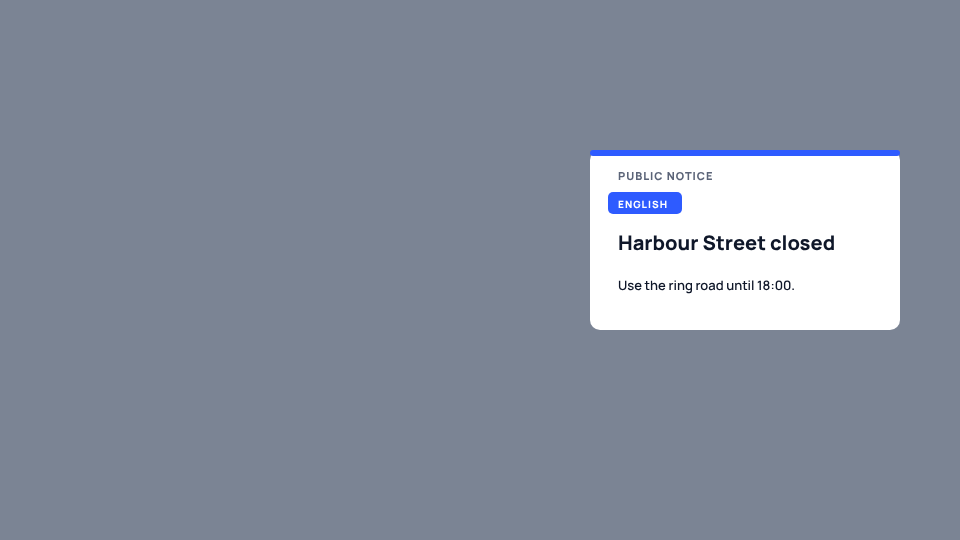 PUBLIC NOTICE
ENGLISH
Harbour Street closed
Use the ring road until 18:00.